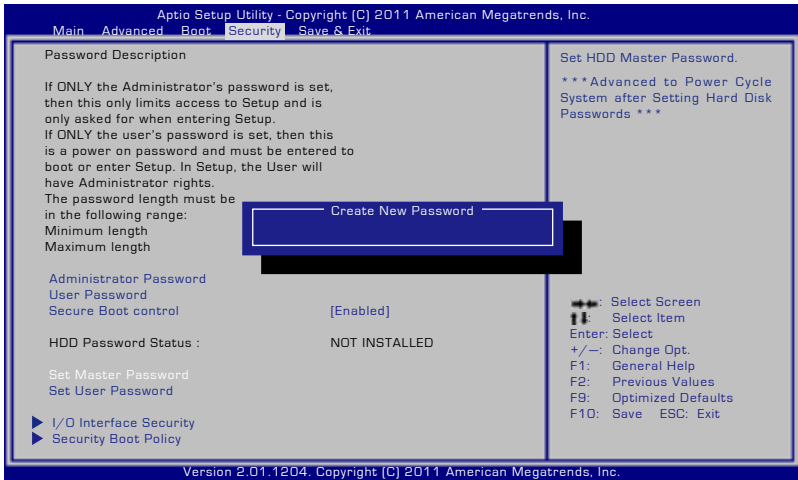 Aptio Setup Utility - Copyright (C) 2011 American Megatrends, Inc.
Main Advanced Boot Security Save & Exit
Password Description
If ONLY the Administrator's password is set,
then this only limits access to Setup and is
only asked for when entering Setup.
If ONLY the user's password is set, then this
is a power on password and must be entered to
boot or enter Setup. In Setup, the User will
have Administrator rights.
The password length must be
in the following range:
Minimum length
Maximum length
Create New Password
Administrator Password
User Password
Secure Boot control [Enabled]
HDD Password Status : NOT INSTALLED
Set Master Password
Set User Password
I/O Interface Security
Security Boot Policy
Set HDD Master Password.
***Advanced to Power Cycle
System after Setting Hard Disk
Passwords ***
→←: Select Screen
↑↓: Select Item
Enter: Select
+/—: Change Opt.
F1: General Help
F2: Previous Values
F9: Optimized Defaults
F10: Save ESC: Exit
Version 2.01.1204. Copyright (C) 2011 American Megatrends, Inc.